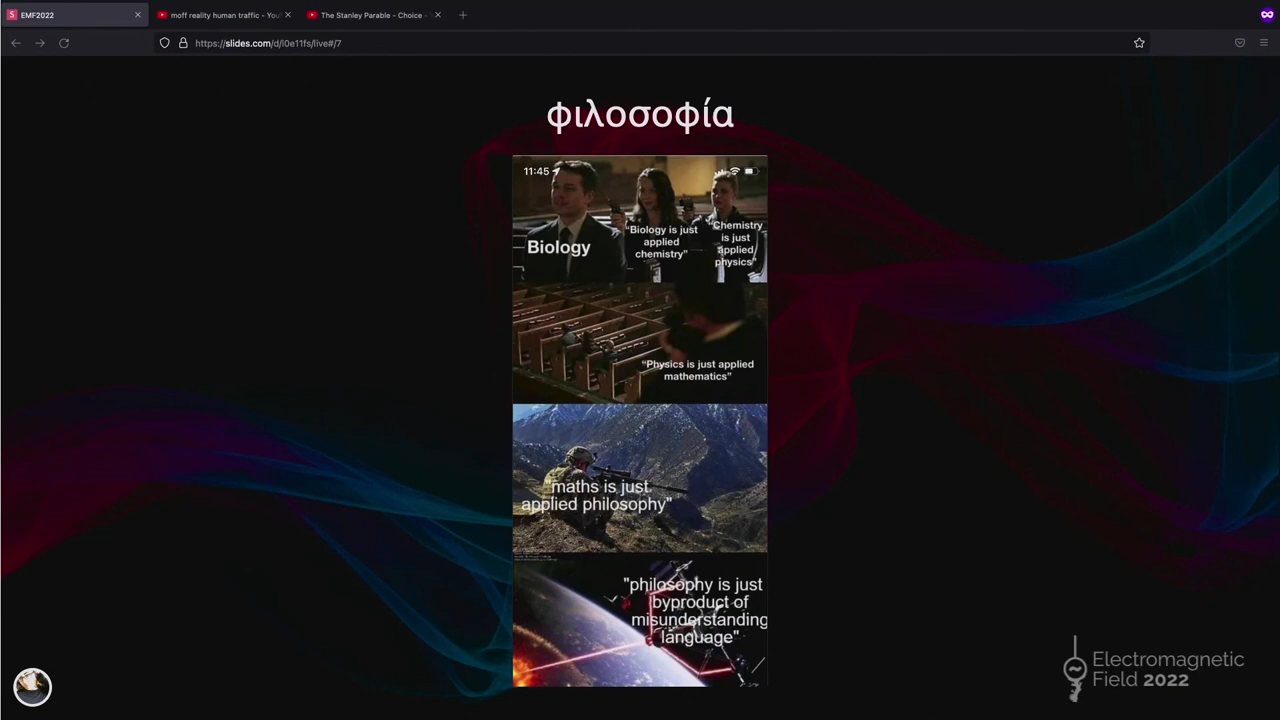 EMF2022
moff reality human traffic - You
The Stanley Parable - Choice -
https://slides.com/d/l0e11fs/live#/7
φιλοσοφία
11:45
Biology
"Biology is just
applied
chemistry"
"Chemistry
is just
applied
physics"
"Physics is just applied
mathematics"
"maths is just
applied philosophy"
"philosophy is just
byproduct of
misunderstanding
language"
Electromagnetic
Field 2022